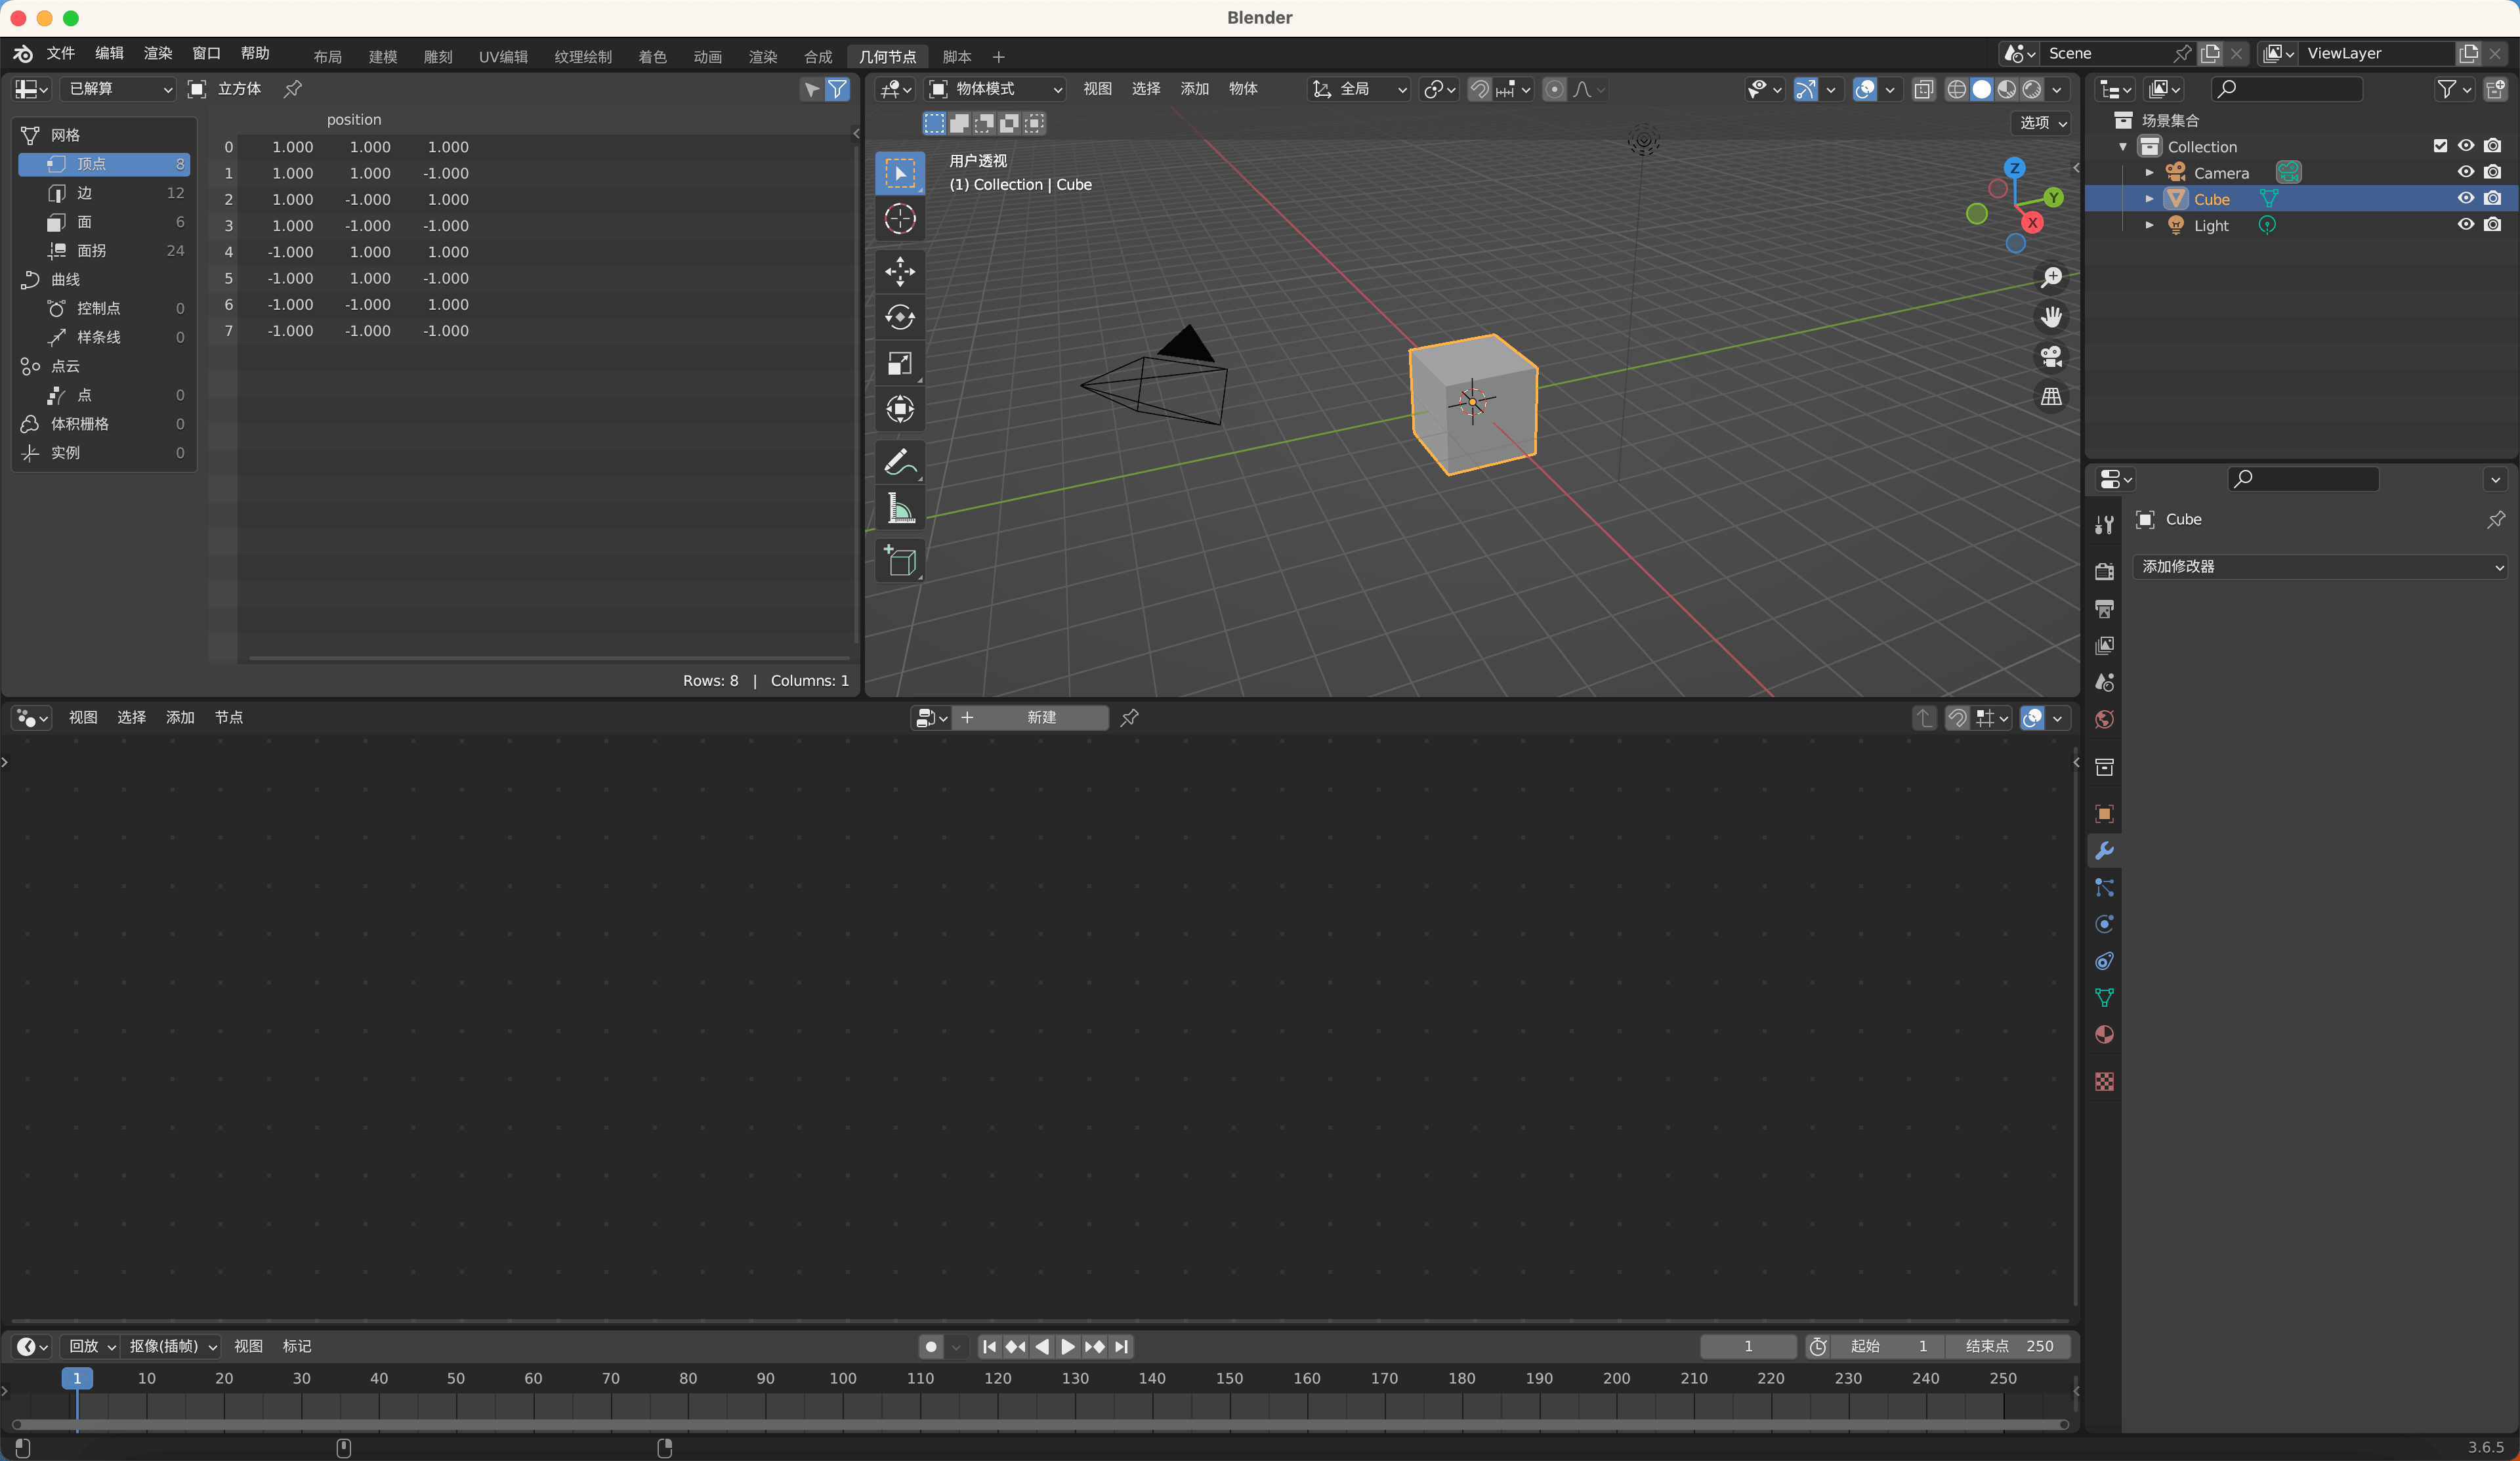 Blender
文件 编辑 渲染 窗口 帮助 布局 建模 雕刻 UV编辑 纹理绘制 着色 动画 渲染 合成 几何节点 脚本 Scene ViewLayer
已解算 立方体
物体模式 视图 选择 添加 物体 全局
选项
position
网格
顶点 8
边 12
面 6
面拐 24
曲线
控制点 0
样条线 0
点云
点 0
体积栅格 0
实例 0
0 1.000 1.000 1.000
1 1.000 1.000 -1.000
2 1.000 -1.000 1.000
3 1.000 -1.000 -1.000
4 -1.000 1.000 1.000
5 -1.000 1.000 -1.000
6 -1.000 -1.000 1.000
7 -1.000 -1.000 -1.000
Rows: 8 | Columns: 1
用户透视
(1) Collection | Cube
Z
Y
X
场景集合
Collection
Camera
Cube
Light
Cube
添加修改器
视图 选择 添加 节点 新建
回放 抠像(插帧) 视图 标记 1 起始 1 结束点 250
1 10 20 30 40 50 60 70 80 90 100 110 120 130 140 150 160 170 180 190 200 210 220 230 240 250
3.6.5